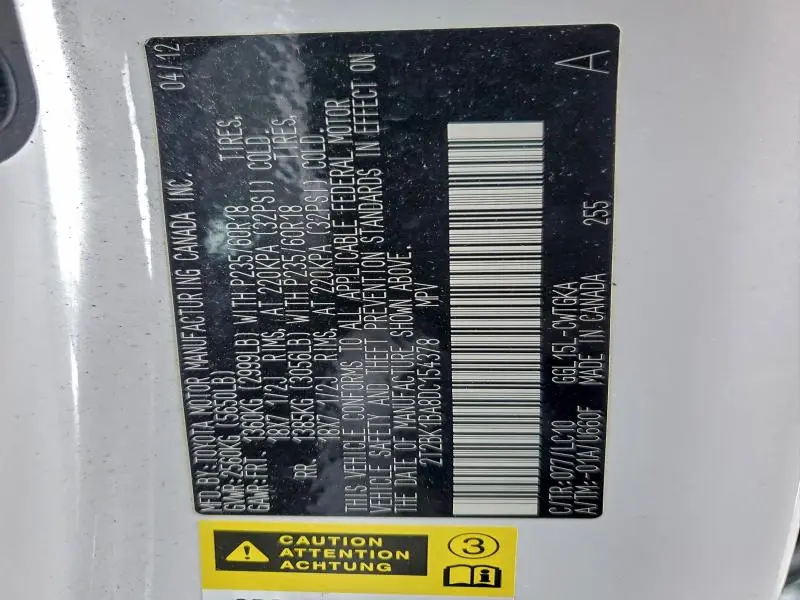 MFD.BY:TOYOTA MOTOR MANUFACTURING CANADA INC. 04/12
GVWR:2560KG (5650LB)
GAWR:FRT. 1360KG (2999LB) WITH P235/60R18 TIRES,
18X7 1/2J RIMS, AT 220KPA (32PSI) COLD.
RR. 1385KG (3056LB) WITH P235/60R18 TIRES,
18X7 1/2J RIMS, AT 220KPA (32PSI) COLD.
THIS VEHICLE CONFORMS TO ALL APPLICABLE FEDERAL MOTOR
VEHICLE SAFETY AND THEFT PREVENTION STANDARDS IN EFFECT ON
THE DATE OF MANUFACTURE SHOWN ABOVE.
2T2BK1BA8DC154378 MPV
C/TR:077/LC10 GGL15L-CWTGKA 255 A
A/TM:-01A/U660F MADE IN CANADA
CAUTION
ATTENTION
ACHTUNG
3
i